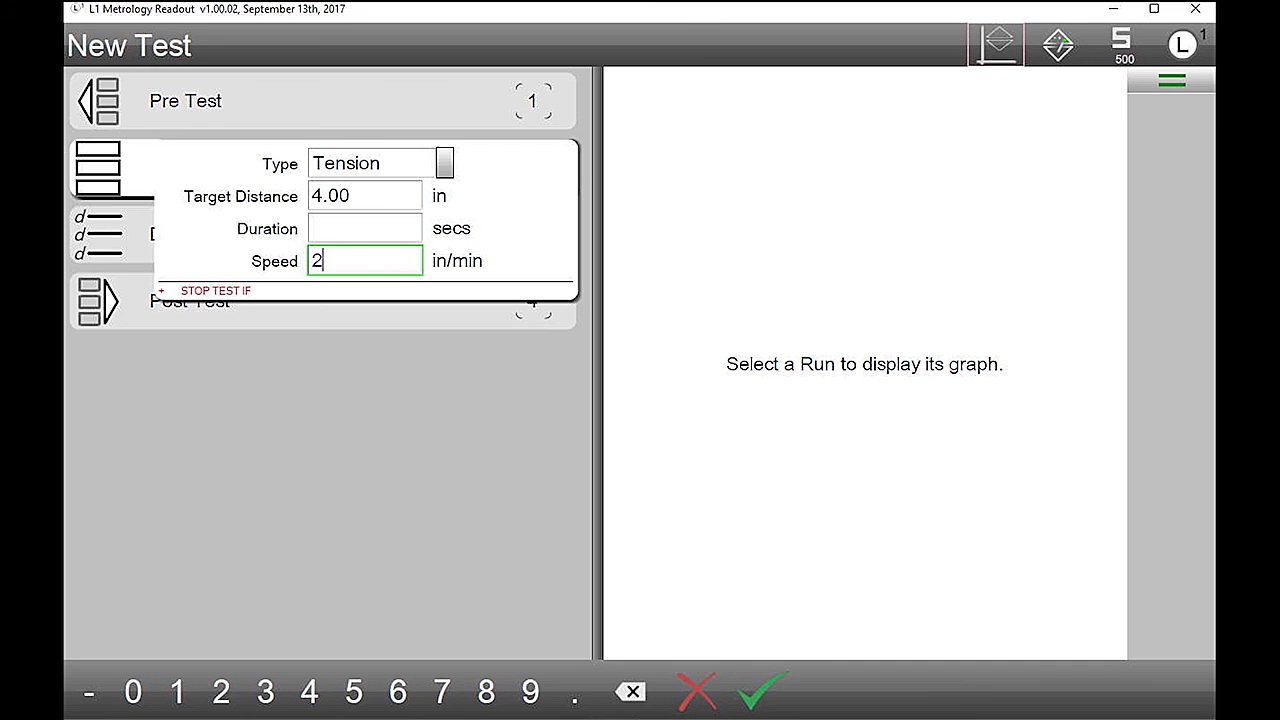 L1 Metrology Readout v1.00.02, September 13th, 2017
New Test
S
500
L 1
Pre Test 1
Type Tension
Target Distance 4.00 in
Duration secs
Speed 2 in/min
+ STOP TEST IF
d
d
d
D
Post Test 4
Select a Run to display its graph.
- 0 1 2 3 4 5 6 7 8 9 .